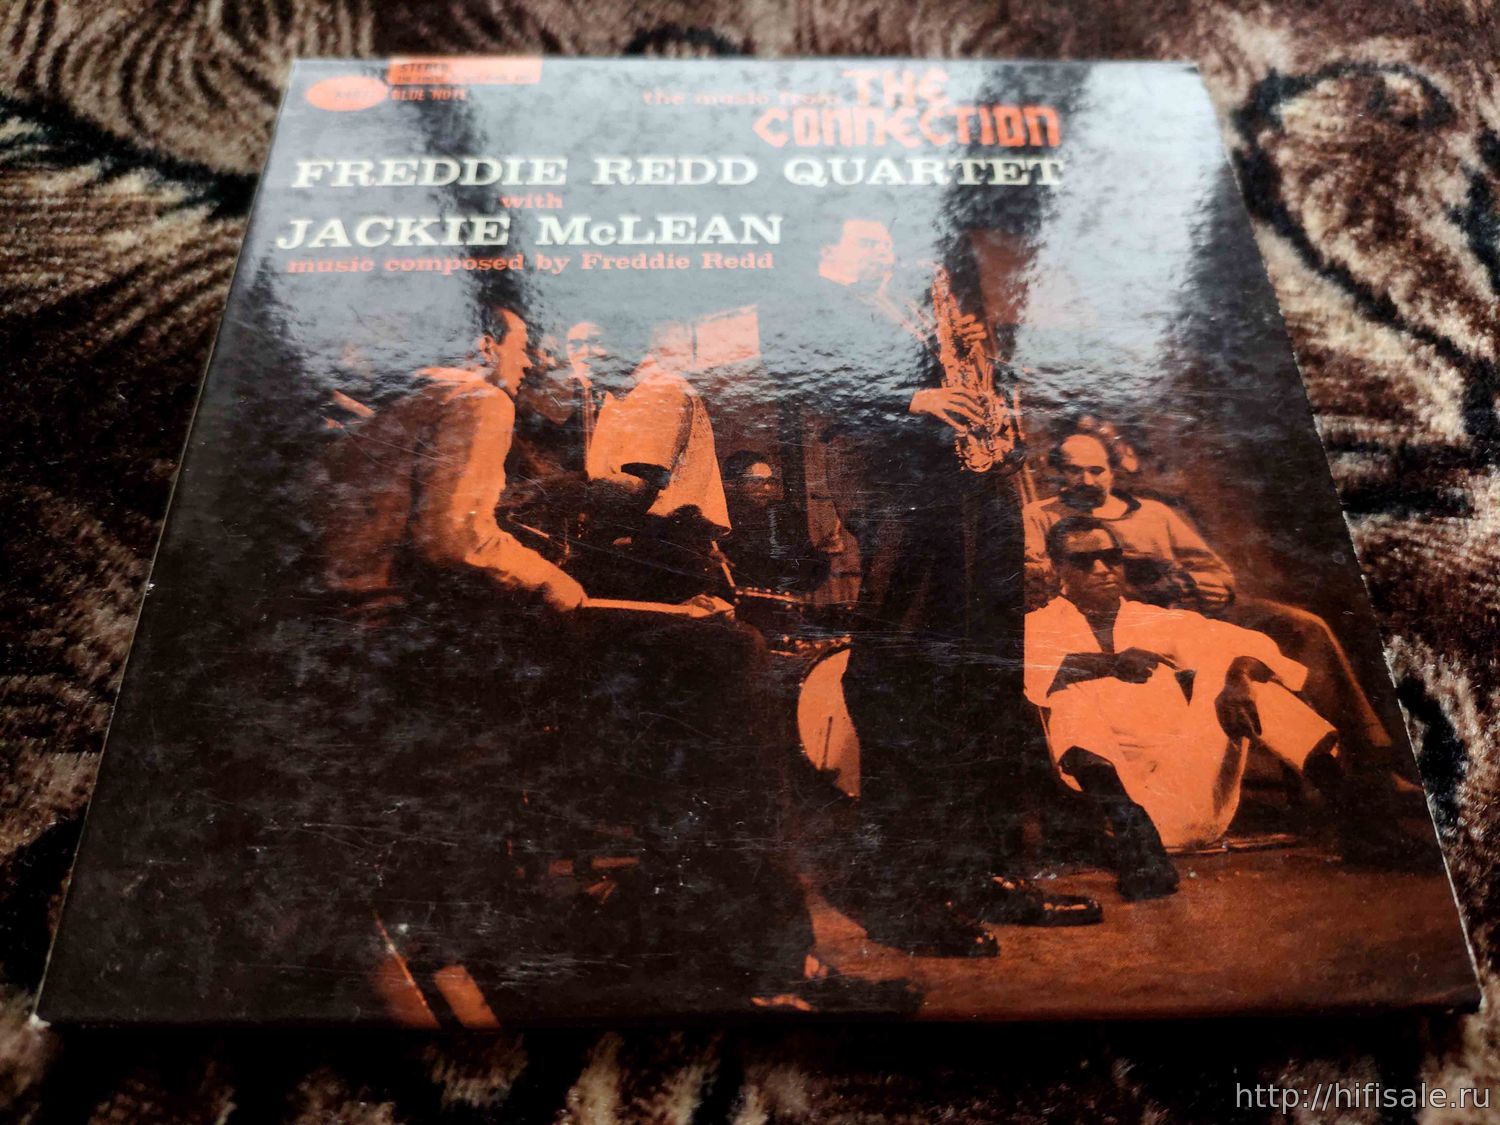 STEREO
BLUE NOTE
the music from THE
CONNECTION
FREDDIE REDD QUARTET
with
JACKIE McLEAN
music composed by Freddie Redd
http://hifisale.ru